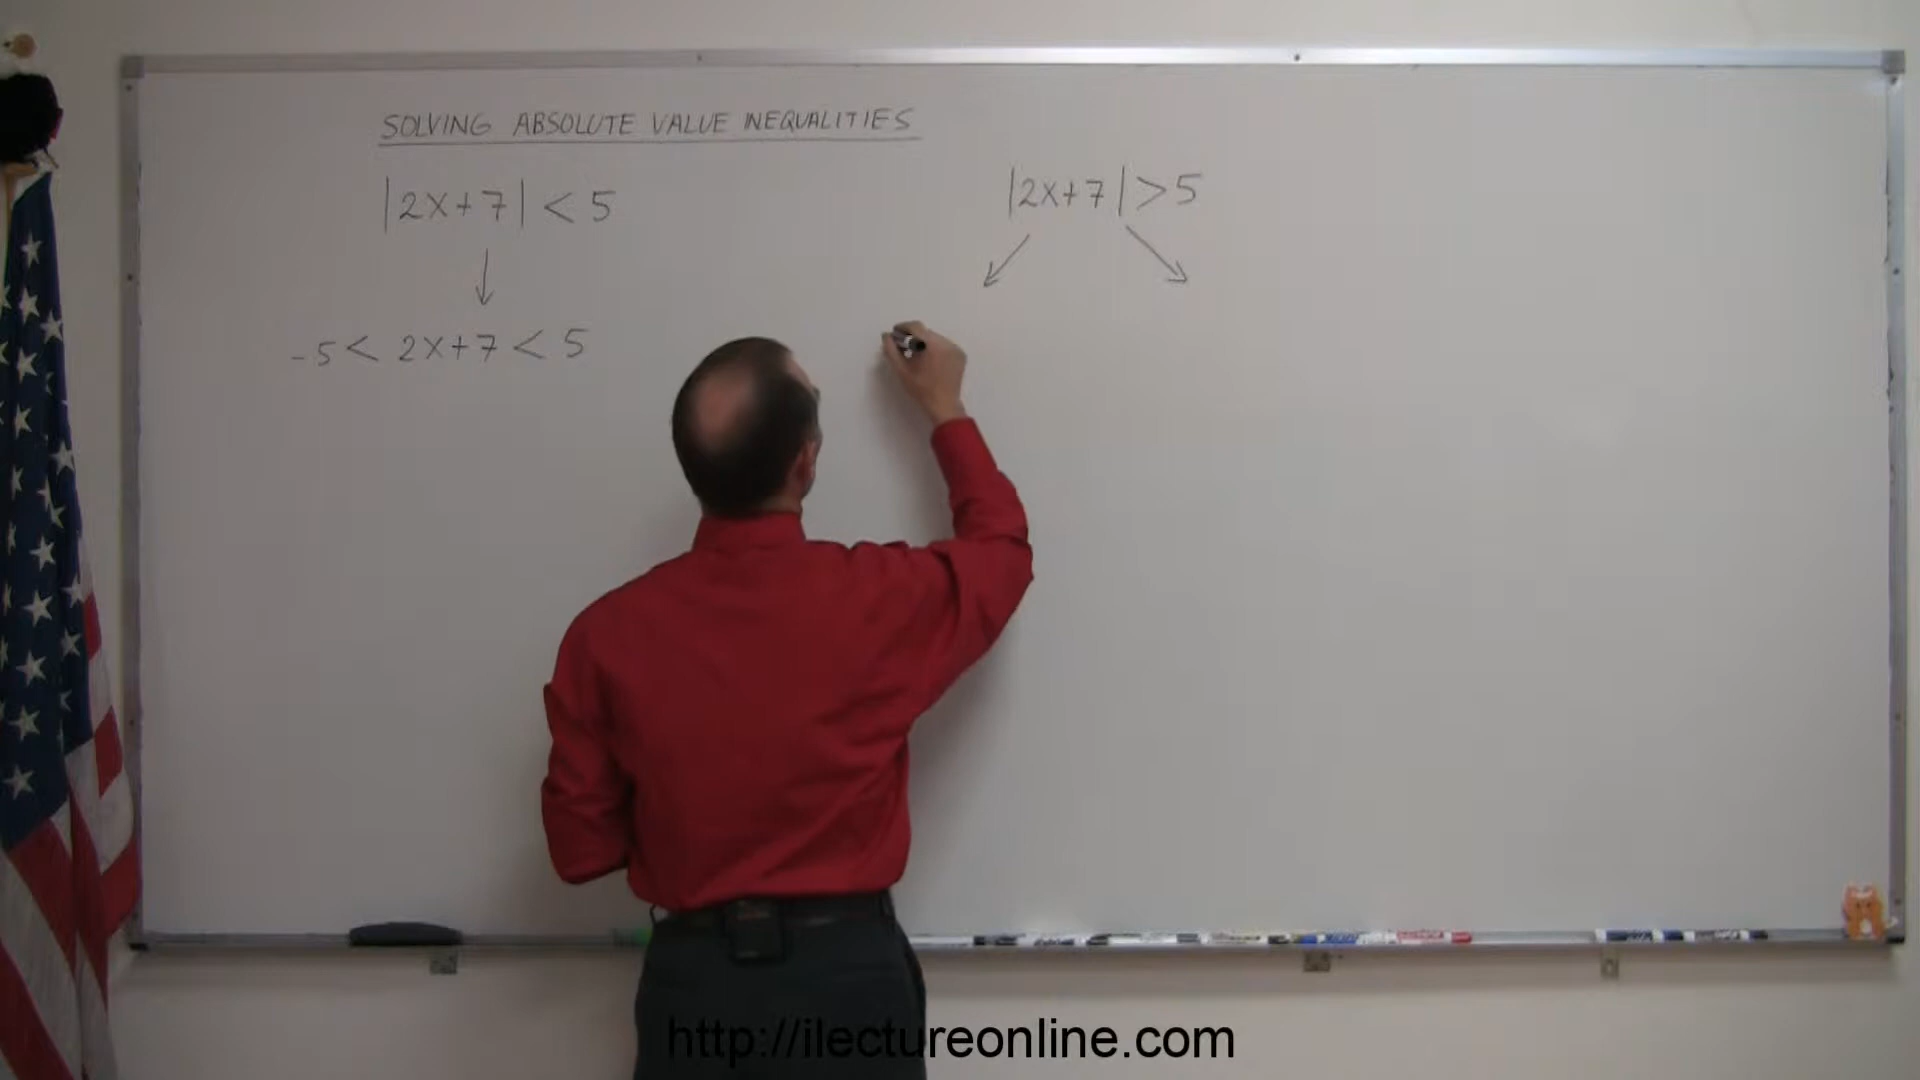 SOLVING ABSOLUTE VALUE INEQUALITIES
|2x+7| < 5
-5 < 2x+7 < 5
|2x+7| > 5
http://ilectureonline.com